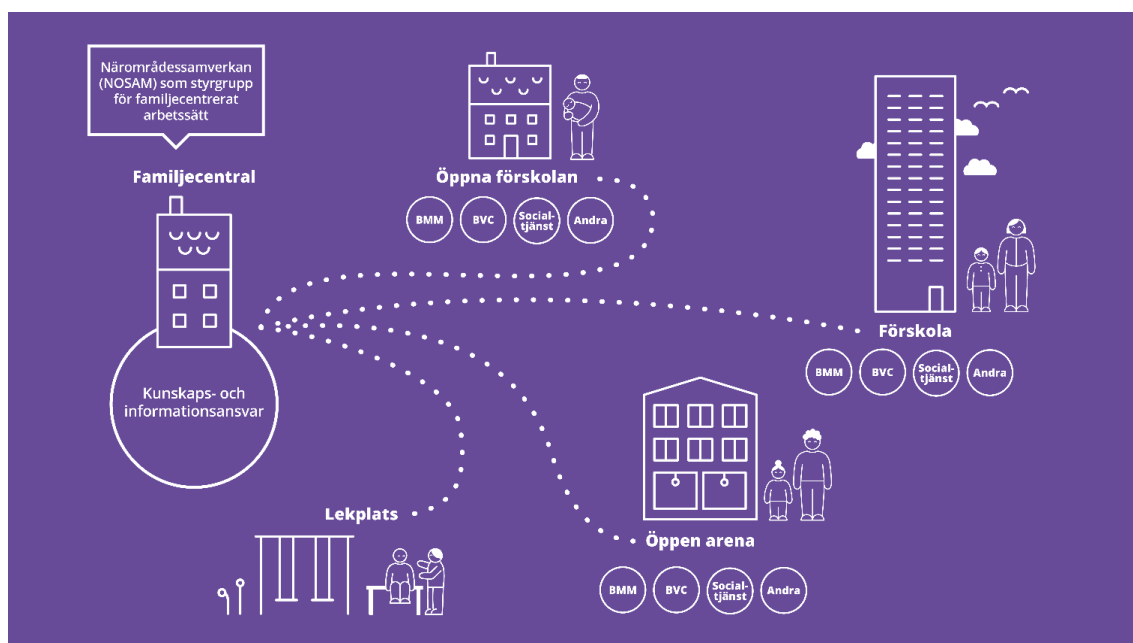 Närområdessamverkan
(NOSAM) som styrgrupp
för familjecentrerat
arbetssätt
Familjecentral
Kunskaps- och
informationsansvar
Öppna förskolan
BMM
BVC
Social-
tjänst
Andra
Förskola
BMM
BVC
Social-
tjänst
Andra
Lekplats
Öppen arena
BMM
BVC
Social-
tjänst
Andra